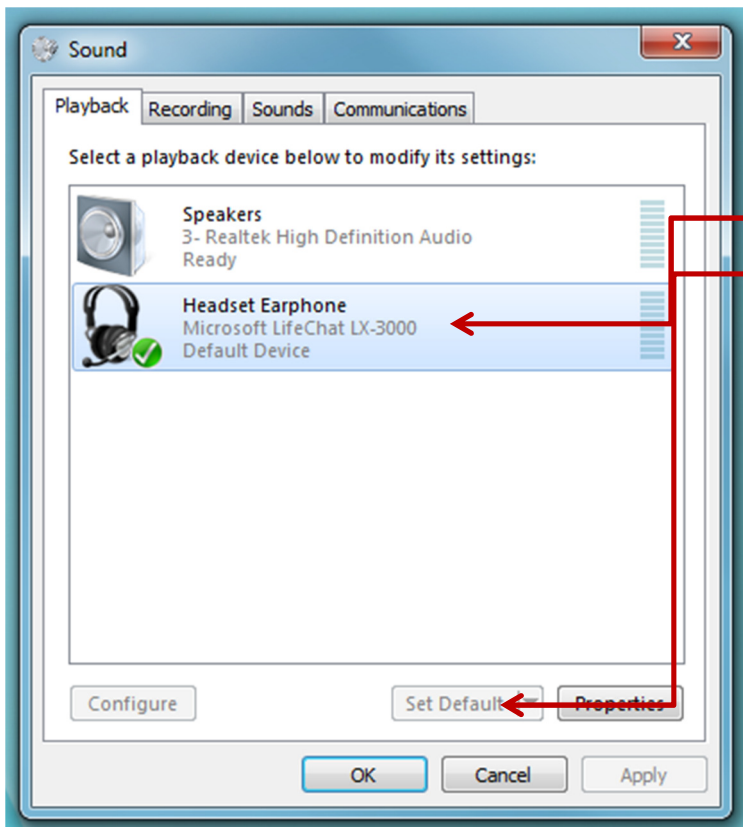 Sound
Playback Recording Sounds Communications
Select a playback device below to modify its settings:
Speakers
3- Realtek High Definition Audio
Ready
Headset Earphone
Microsoft LifeChat LX-3000
Default Device
Configure Set Default Properties
OK Cancel Apply